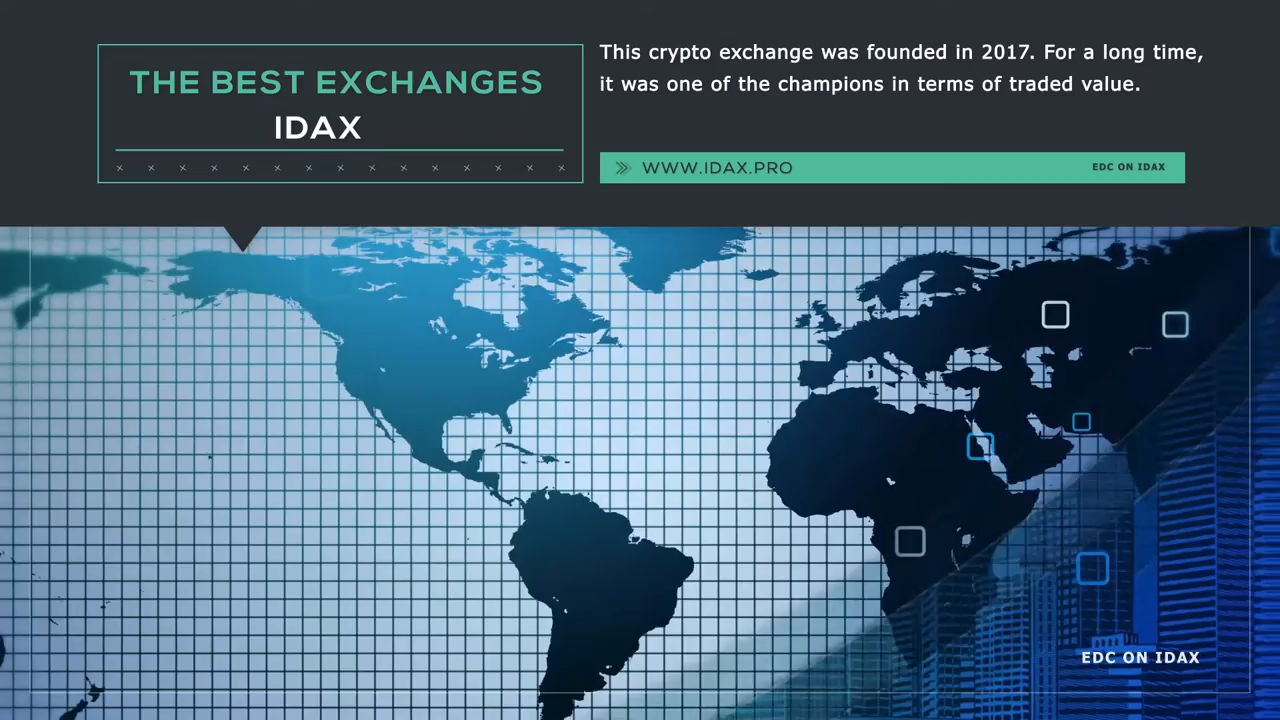 THE BEST EXCHANGES
IDAX
This crypto exchange was founded in 2017. For a long time,
it was one of the champions in terms of traded value.
WWW.IDAX.PRO
EDC ON IDAX
EDC ON IDAX